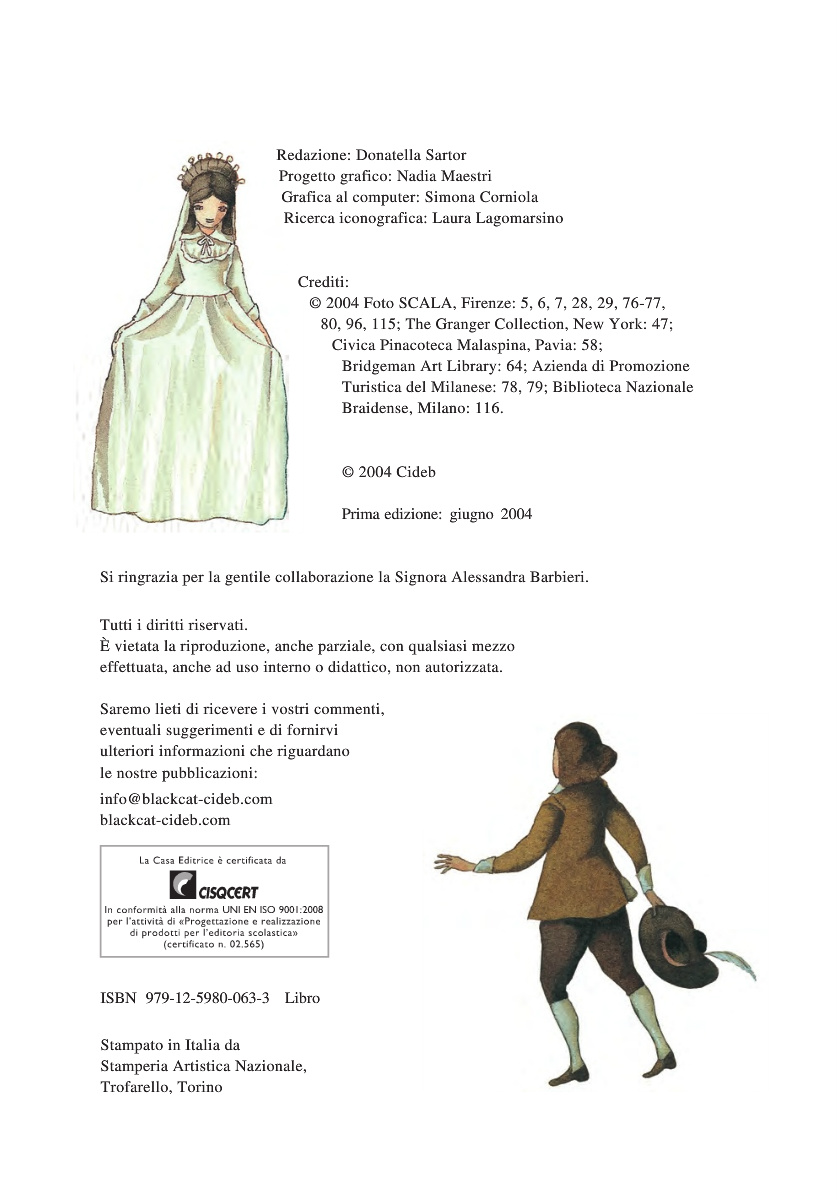 Redazione: Donatella Sartor
Progetto grafico: Nadia Maestri
Grafica al computer: Simona Corniola
Ricerca iconografica: Laura Lagomarsino
Crediti:
© 2004 Foto SCALA, Firenze: 5, 6, 7, 28, 29, 76-77,
80, 96, 115; The Granger Collection, New York: 47;
Civica Pinacoteca Malaspina, Pavia: 58;
Bridgeman Art Library: 64; Azienda di Promozione
Turistica del Milanese: 78, 79; Biblioteca Nazionale
Braidense, Milano: 116.
© 2004 Cideb
Prima edizione: giugno 2004
Si ringrazia per la gentile collaborazione la Signora Alessandra Barbieri.
Tutti i diritti riservati.
È vietata la riproduzione, anche parziale, con qualsiasi mezzo
effettuata, anche ad uso interno o didattico, non autorizzata.
Saremo lieti di ricevere i vostri commenti,
eventuali suggerimenti e di fornirvi
ulteriori informazioni che riguardano
le nostre pubblicazioni:
info@blackcat-cideb.com
blackcat-cideb.com
La Casa Editrice è certificata da
CISQCERT
In conformità alla norma UNI EN ISO 9001:2008
per l'attività di «Progettazione e realizzazione
di prodotti per l'editoria scolastica»
(certificato n. 02.565)
ISBN 979-12-5980-063-3 Libro
Stampato in Italia da
Stamperia Artistica Nazionale,
Trofarello, Torino